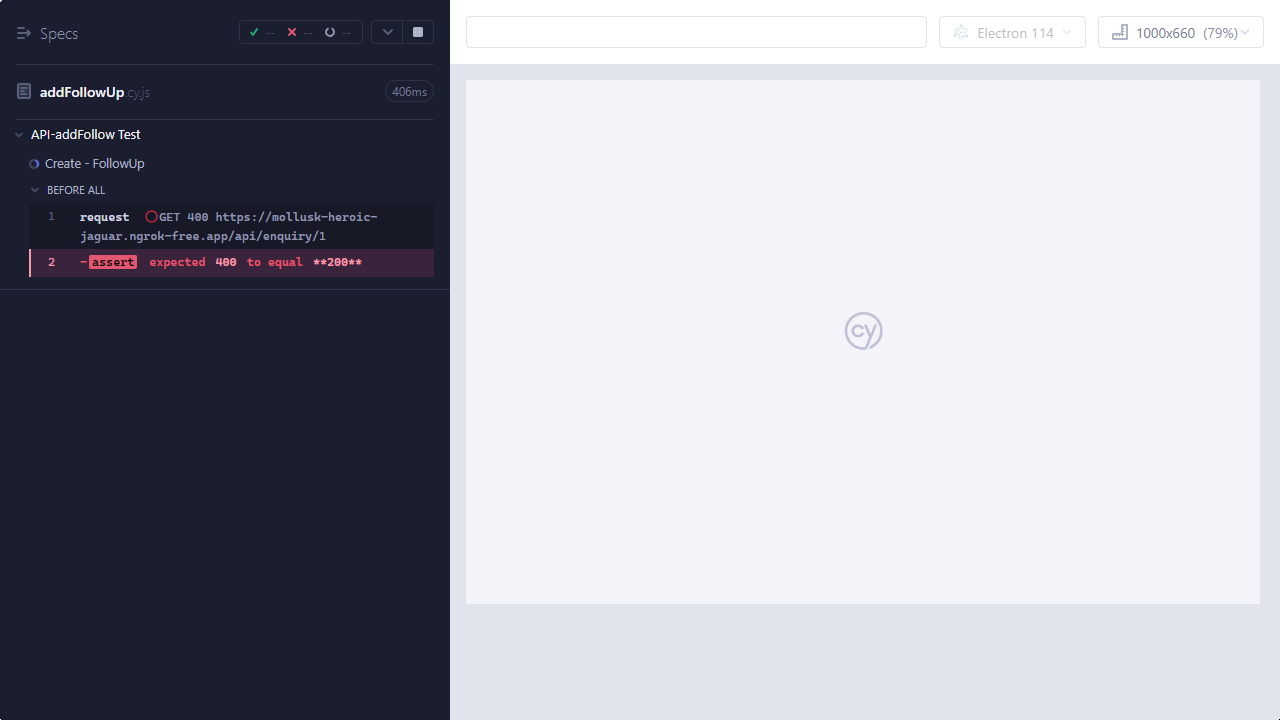 Specs
-- -- --
addFollowUp.cy.js 406ms
API-addFollow Test
Create - FollowUp
BEFORE ALL
1 request GET 400 https://mollusk-heroic-
jaguar.ngrok-free.app/api/enquiry/1
2 -assert expected 400 to equal **200**
Electron 114
1000x660 (79%)
cy